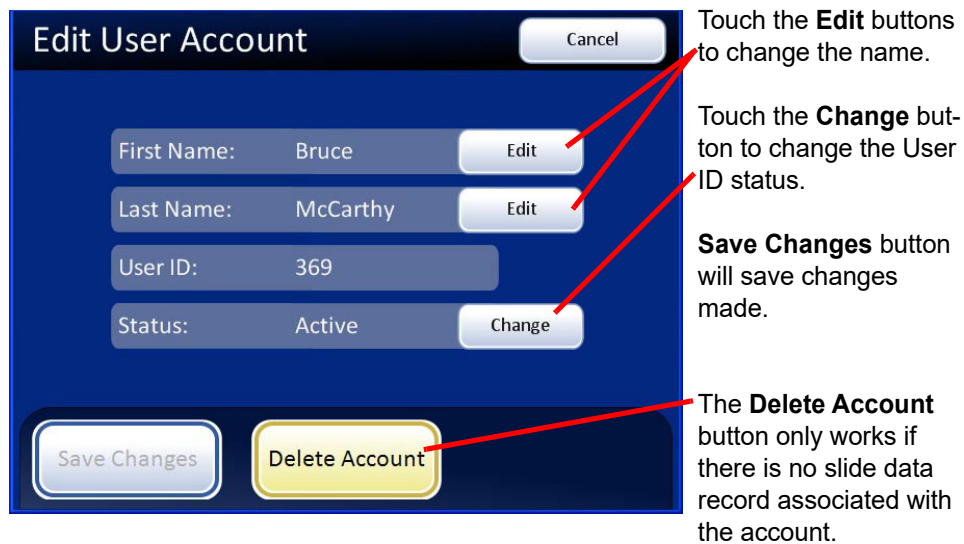 Edit User Account
Cancel
First Name: Bruce Edit
Last Name: McCarthy Edit
User ID: 369
Status: Active Change
Save Changes
Delete Account
Touch the Edit buttons
to change the name.
Touch the Change but-
ton to change the User
ID status.
Save Changes button
will save changes
made.
The Delete Account
button only works if
there is no slide data
record associated with
the account.